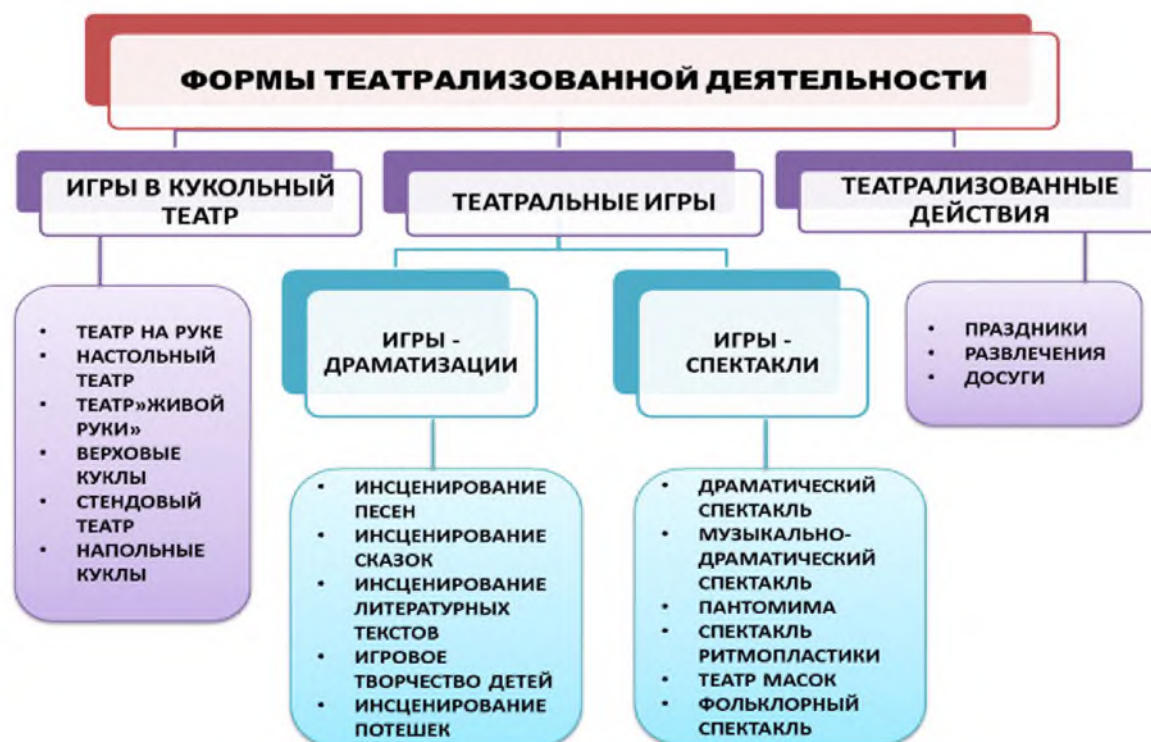 ФОРМЫ ТЕАТРАЛИЗОВАННОЙ ДЕЯТЕЛЬНОСТИ
ИГРЫ В КУКОЛЬНЫЙ
ТЕАТР
• ТЕАТР НА РУКЕ
• НАСТОЛЬНЫЙ
ТЕАТР
• ТЕАТР»ЖИВОЙ
РУКИ»
• ВЕРХОВЫЕ
КУКЛЫ
• СТЕНДОВЫЙ
ТЕАТР
• НАПОЛЬНЫЕ
КУКЛЫ
ТЕАТРАЛЬНЫЕ ИГРЫ
ИГРЫ -
ДРАМАТИЗАЦИИ
• ИНСЦЕНИРОВАНИЕ
ПЕСЕН
• ИНСЦЕНИРОВАНИЕ
СКАЗОК
• ИНСЦЕНИРОВАНИЕ
ЛИТЕРАТУРНЫХ
ТЕКСТОВ
• ИГРОВОЕ
ТВОРЧЕСТВО ДЕТЕЙ
• ИНСЦЕНИРОВАНИЕ
ПОТЕШЕК
ИГРЫ -
СПЕКТАКЛИ
• ДРАМАТИЧЕСКИЙ
СПЕКТАКЛЬ
• МУЗЫКАЛЬНО-
ДРАМАТИЧЕСКИЙ
СПЕКТАКЛЬ
• ПАНТОМИМА
• СПЕКТАКЛЬ
РИТМОПЛАСТИКИ
• ТЕАТР МАСОК
• ФОЛЬКЛОРНЫЙ
СПЕКТАКЛЬ
ТЕАТРАЛИЗОВАННЫЕ
ДЕЙСТВИЯ
• ПРАЗДНИКИ
• РАЗВЛЕЧЕНИЯ
• ДОСУГИ